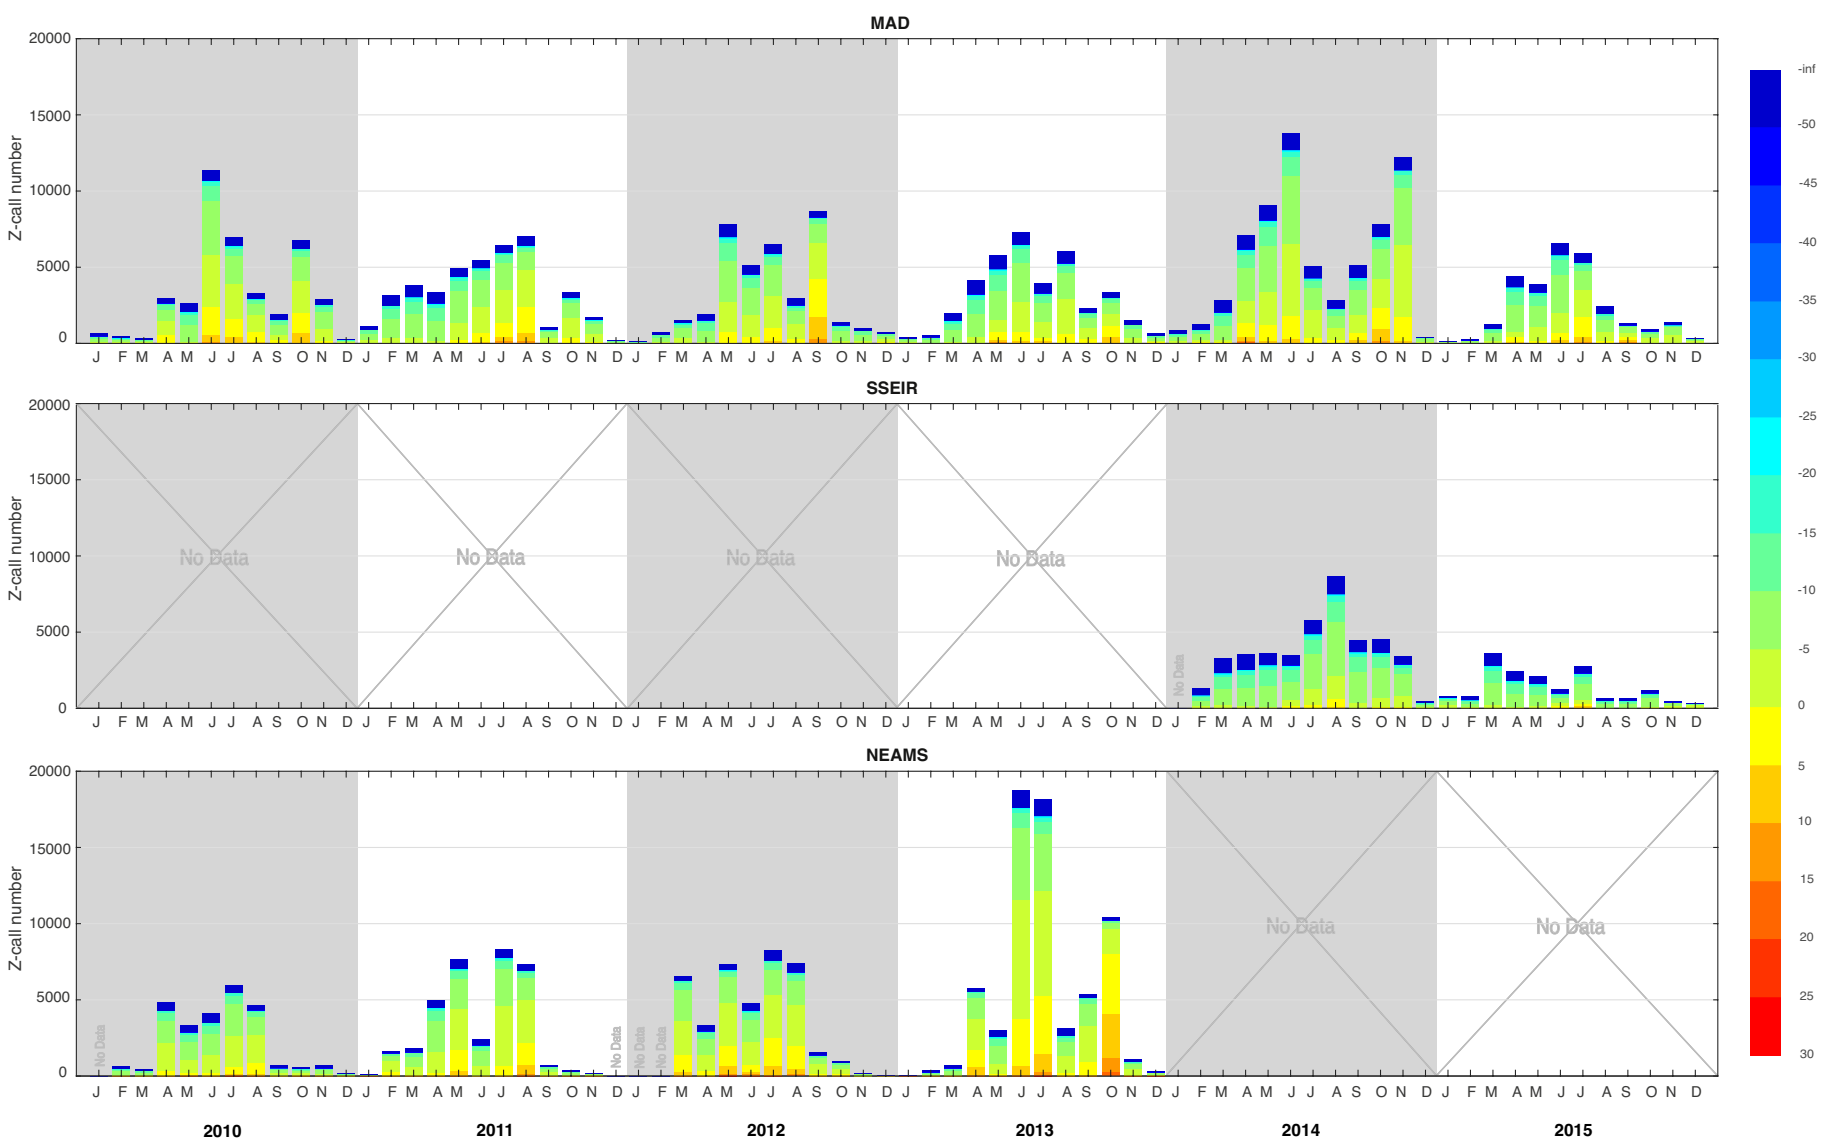 MAD
20000
15000
10000
5000
0
Z-call number
J F M A M J J A S O N D J F M A M J J A S O N D J F M A M J J A S O N D J F M A M J J A S O N D J F M A M J J A S O N D J F M A M J J A S O N D
SSEIR
20000
15000
10000
5000
0
Z-call number
No Data No Data No Data No Data
No Data
J F M A M J J A S O N D J F M A M J J A S O N D J F M A M J J A S O N D J F M A M J J A S O N D J F M A M J J A S O N D J F M A M J J A S O N D
NEAMS
20000
15000
10000
5000
0
Z-call number
No Data No Data
No Data No Data No Data No Data
J F M A M J J A S O N D J F M A M J J A S O N D J F M A M J J A S O N D J F M A M J J A S O N D J F M A M J J A S O N D J F M A M J J A S O N D
2010 2011 2012 2013 2014 2015
-inf
-50
-45
-40
-35
-30
-25
-20
-15
-10
-5
0
5
10
15
20
25
30